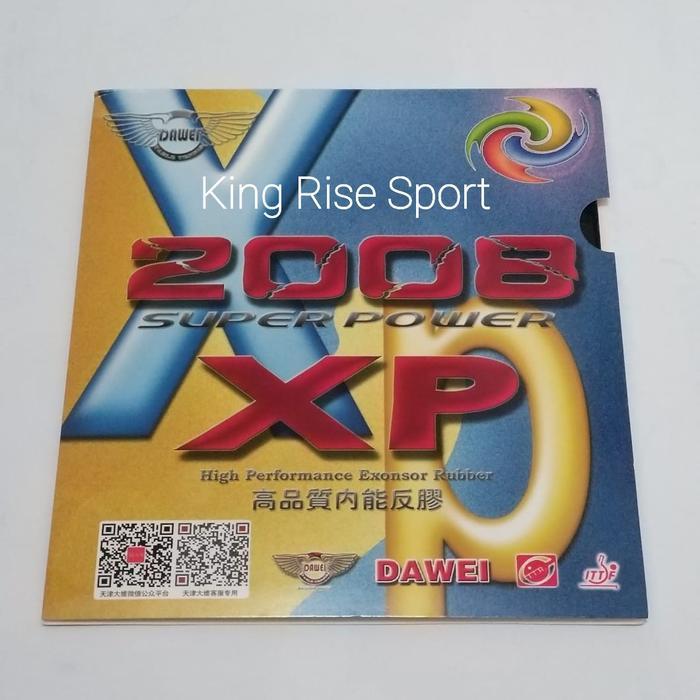 DAWEI
King Rise Sport
2008
SUPER POWER
XP
High Performance Exonsor Rubber
高品質内能反膠
天津大維微信公众平台 天津大维客服专用
DAWEI
DAWEI
ITTF